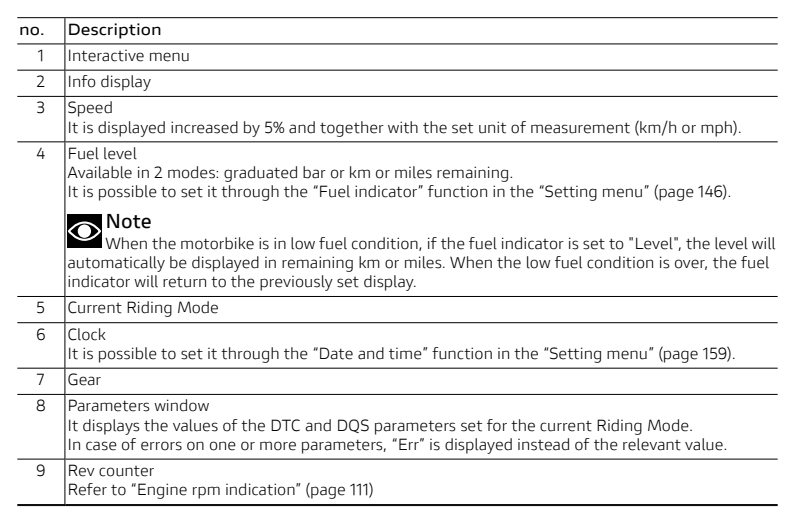 no. Description
1 Interactive menu
2 Info display
3 Speed
It is displayed increased by 5% and together with the set unit of measurement (km/h or mph).
4 Fuel level
Available in 2 modes: graduated bar or km or miles remaining.
It is possible to set it through the “Fuel indicator” function in the “Setting menu” (page 146).
Note
When the motorbike is in low fuel condition, if the fuel indicator is set to "Level", the level will
automatically be displayed in remaining km or miles. When the low fuel condition is over, the fuel
indicator will return to the previously set display.
5 Current Riding Mode
6 Clock
It is possible to set it through the “Date and time” function in the “Setting menu” (page 159).
7 Gear
8 Parameters window
It displays the values of the DTC and DQS parameters set for the current Riding Mode.
In case of errors on one or more parameters, “Err” is displayed instead of the relevant value.
9 Rev counter
Refer to “Engine rpm indication” (page 111)